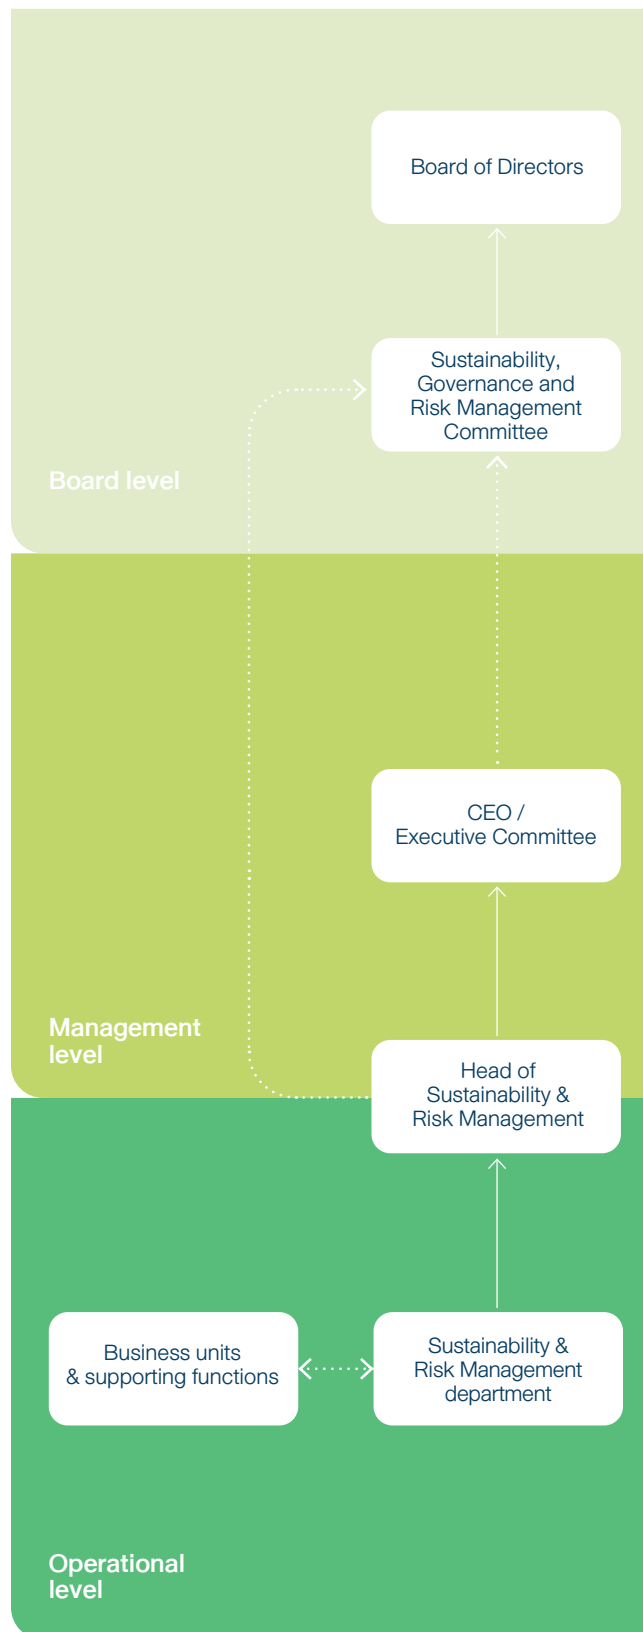 Board of Directors
Sustainability,
Governance and
Risk Management
Committee
Board level
CEO /
Executive Committee
Management
level
Head of
Sustainability &
Risk Management
Business units
& supporting functions
Sustainability &
Risk Management
department
Operational
level